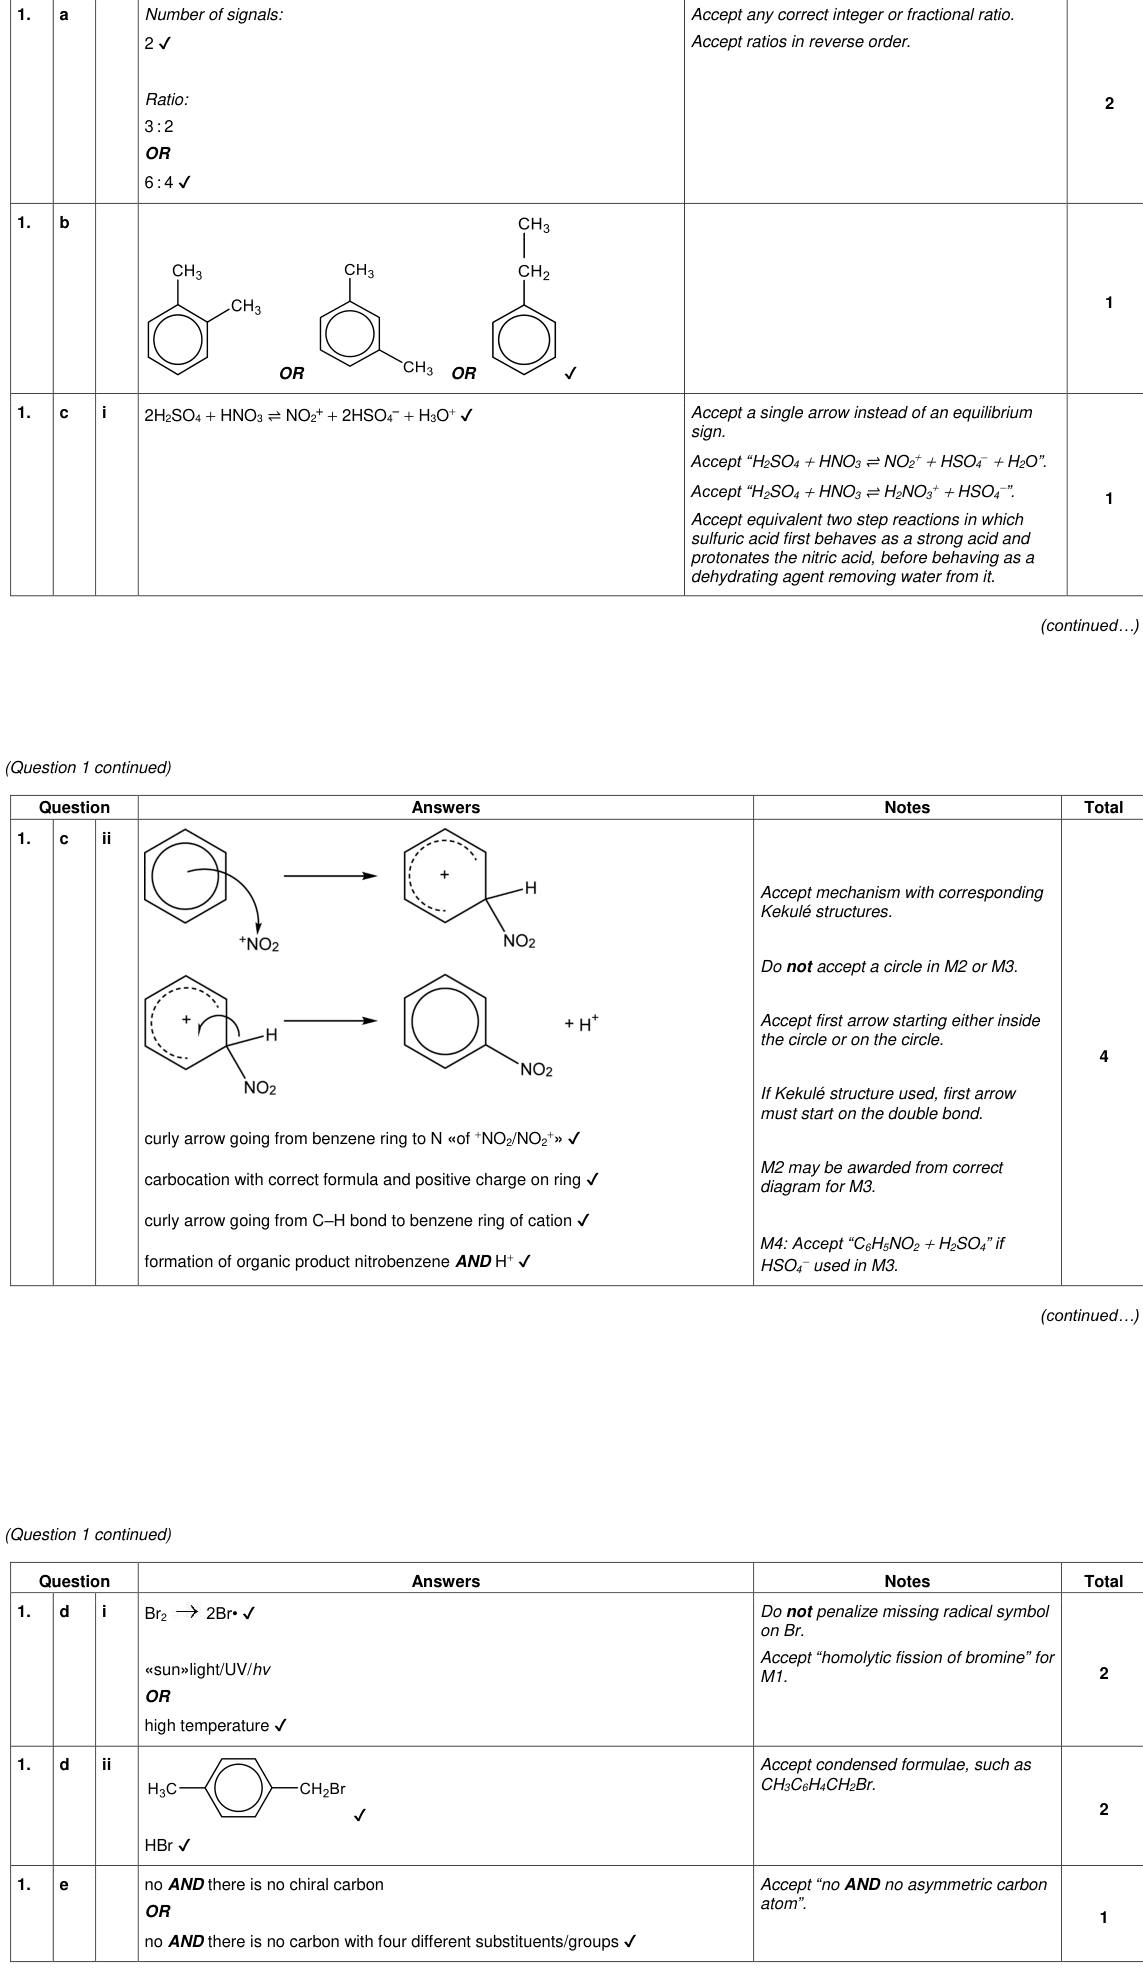 1. a Number of signals: Accept any correct integer or fractional ratio.
2 ✓ Accept ratios in reverse order.
Ratio:
3 : 2
2
OR
6 : 4 ✓
1. b
CH3
CH3 CH3 CH2
CH3
1
OR CH3 OR ✓
1. c i 2H2SO4 + HNO3 ⇌ NO2⁺ + 2HSO4⁻ + H3O⁺ ✓
Accept a single arrow instead of an equilibrium
sign.
Accept “H2SO4 + HNO3 ⇌ NO2⁺ + HSO4⁻ + H2O”.
Accept “H2SO4 + HNO3 ⇌ H2NO3⁺ + HSO4⁻”.
1
Accept equivalent two step reactions in which
sulfuric acid first behaves as a strong acid and
protonates the nitric acid, before behaving as a
dehydrating agent removing water from it.
(continued…)
(Question 1 continued)
Question Answers Notes Total
1. c ii
+
H
⁺NO2 NO2
+
H
+ H⁺
NO2
NO2
curly arrow going from benzene ring to N «of ⁺NO2/NO2⁺» ✓
carbocation with correct formula and positive charge on ring ✓
curly arrow going from C–H bond to benzene ring of cation ✓
formation of organic product nitrobenzene AND H⁺ ✓
Accept mechanism with corresponding
Kekulé structures.
Do not accept a circle in M2 or M3.
Accept first arrow starting either inside
the circle or on the circle.
If Kekulé structure used, first arrow
must start on the double bond.
M2 may be awarded from correct
diagram for M3.
M4: Accept “C6H5NO2 + H2SO4” if
HSO4⁻ used in M3.
4
(continued…)
(Question 1 continued)
Question Answers Notes Total
1. d i Br2 → 2Br• ✓
«sun»light/UV/hv
OR
high temperature ✓
Do not penalize missing radical symbol
on Br.
Accept “homolytic fission of bromine” for
M1.
2
1. d ii
H3C CH2Br
✓
HBr ✓
Accept condensed formulae, such as
CH3C6H4CH2Br.
2
1. e no AND there is no chiral carbon
OR
no AND there is no carbon with four different substituents/groups ✓
Accept “no AND no asymmetric carbon
atom”.
1